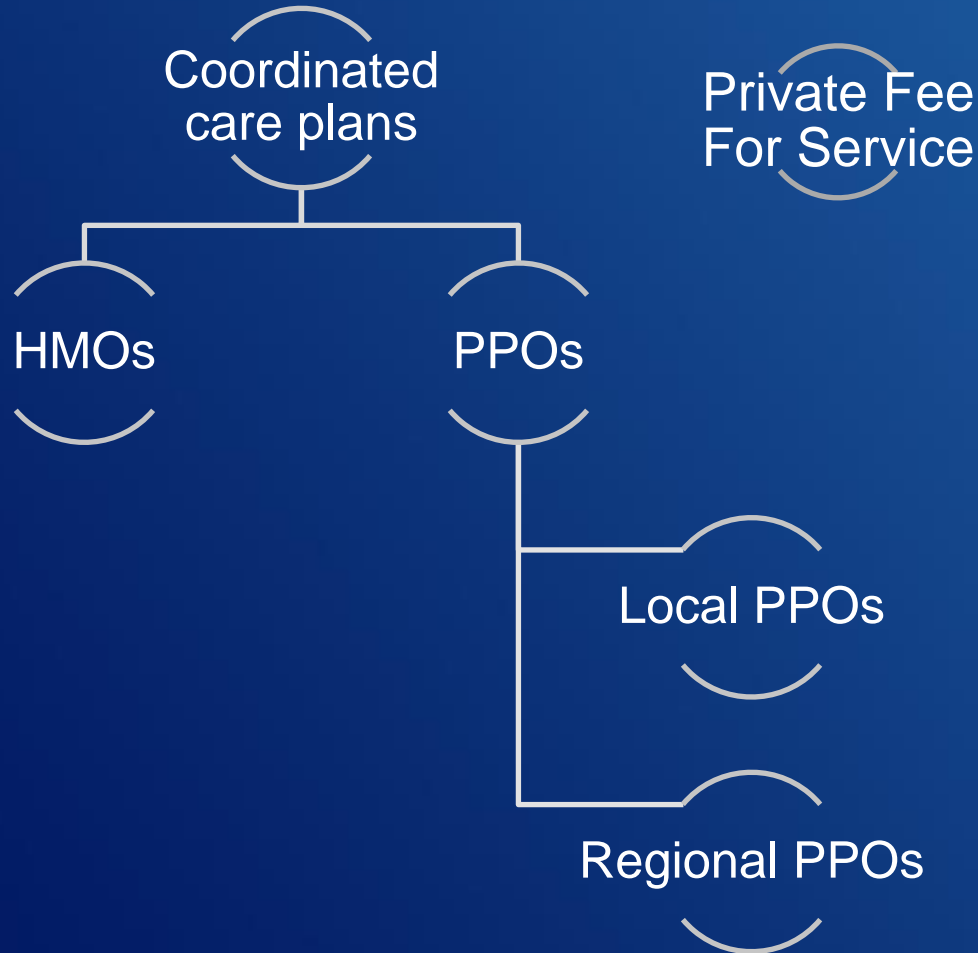 Coordinated
care plans
Private Fee
For Service
HMOs
PPOs
Local PPOs
Regional PPOs